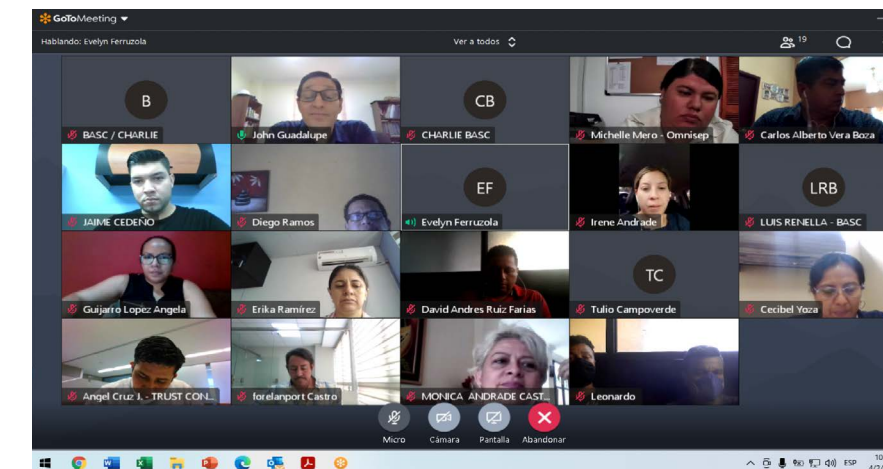 GoToMeeting
Hablando: Evelyn Ferruzola
Ver a todos
19
B
BASC / CHARLIE
John Guadalupe
CB
CHARLIE BASC
Michelle Mero - Omnisep
Carlos Alberto Vera Boza
JAIME CEDEÑO
Diego Ramos
EF
Evelyn Ferruzola
Irene Andrade
LRB
LUIS RENELLA - BASC
Guijarro Lopez Angela
Erika Ramírez
David Andres Ruiz Farias
TC
Tulio Campoverde
Cecibel Yoza
Angel Cruz J. - TRUST CON...
forelanport Castro
MONICA ANDRADE CAST...
Leonardo
Micro
Cámara
Pantalla
Abandonar
ESP
10